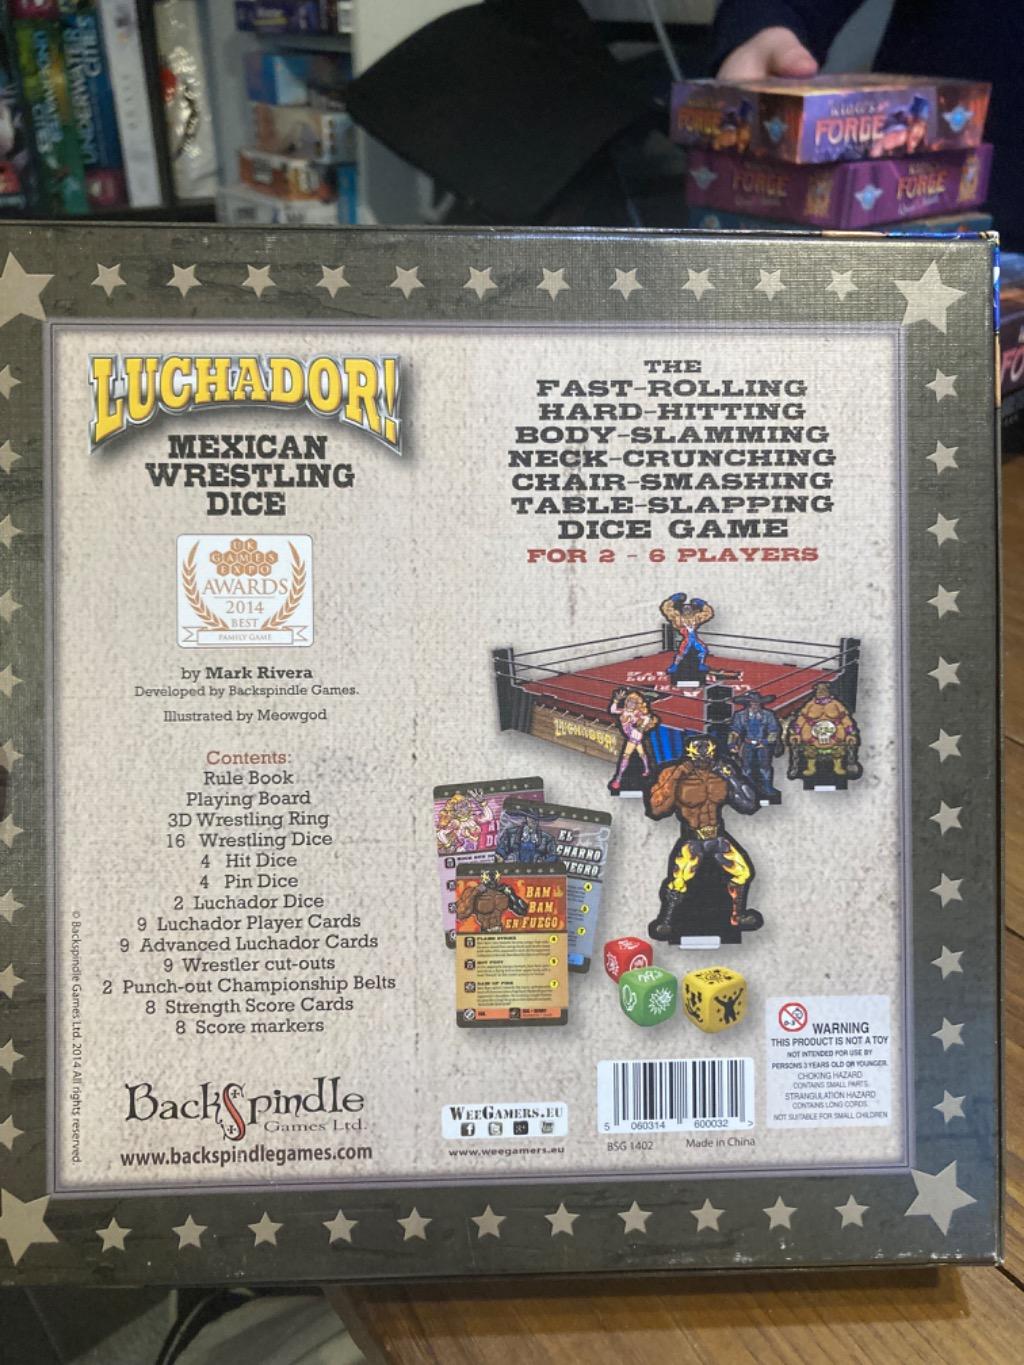 UNDERWATER
CITIES
FORGE
FORGE
FORGE
FORGE
LUCHADOR!
MEXICAN
WRESTLING
DICE
UK
GAMES
EXPO
AWARDS
2014
BEST
FAMILY GAME
by Mark Rivera
Developed by Backspindle Games.
Illustrated by Meowgod
Contents:
Rule Book
Playing Board
3D Wrestling Ring
16 Wrestling Dice
4 Hit Dice
4 Pin Dice
2 Luchador Dice
9 Luchador Player Cards
9 Advanced Luchador Cards
9 Wrestler cut-outs
2 Punch-out Championship Belts
8 Strength Score Cards
8 Score markers
BackSpindle
Games Ltd.
www.backspindlegames.com
© Backspindle Games Ltd. 2014 All rights reserved.
THE
FAST-ROLLING
HARD-HITTING
BODY-SLAMMING
NECK-CRUNCHING
CHAIR-SMASHING
TABLE-SLAPPING
DICE GAME
FOR 2 - 6 PLAYERS
LUCHADOR!
EL
CHARRO
NEGRO
BAM
BAM
EN FUEGO
WEEGAMERS.EU
www.weegamers.eu
5 060314 600032 >
BSG 1402
Made in China
0-3
WARNING
THIS PRODUCT IS NOT A TOY
NOT INTENDED FOR USE BY
PERSONS 3 YEARS OLD OR YOUNGER.
CHOKING HAZARD
CONTAINS SMALL PARTS.
STRANGULATION HAZARD
CONTAINS LONG CORDS.
NOT SUITABLE FOR SMALL CHILDREN